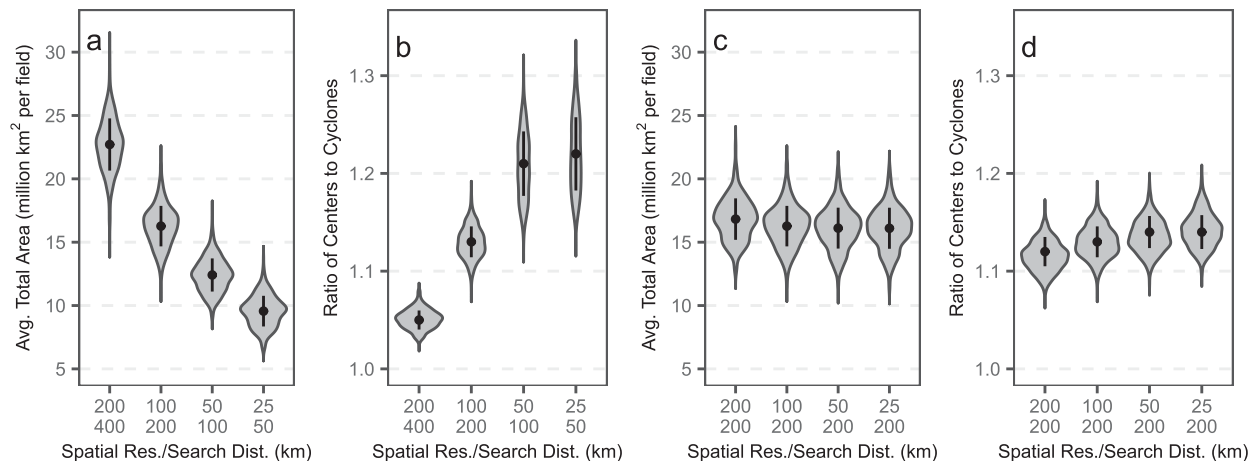 a
Avg. Total Area (million km² per field)
30
25
20
15
10
5
200 100 50 25
400 200 100 50
Spatial Res./Search Dist. (km)
b
Ratio of Centers to Cyclones
1.3
1.2
1.1
1.0
200 100 50 25
400 200 100 50
Spatial Res./Search Dist. (km)
c
Avg. Total Area (million km² per field)
30
25
20
15
10
5
200 100 50 25
200 200 200 200
Spatial Res./Search Dist. (km)
d
Ratio of Centers to Cyclones
1.3
1.2
1.1
1.0
200 100 50 25
200 200 200 200
Spatial Res./Search Dist. (km)